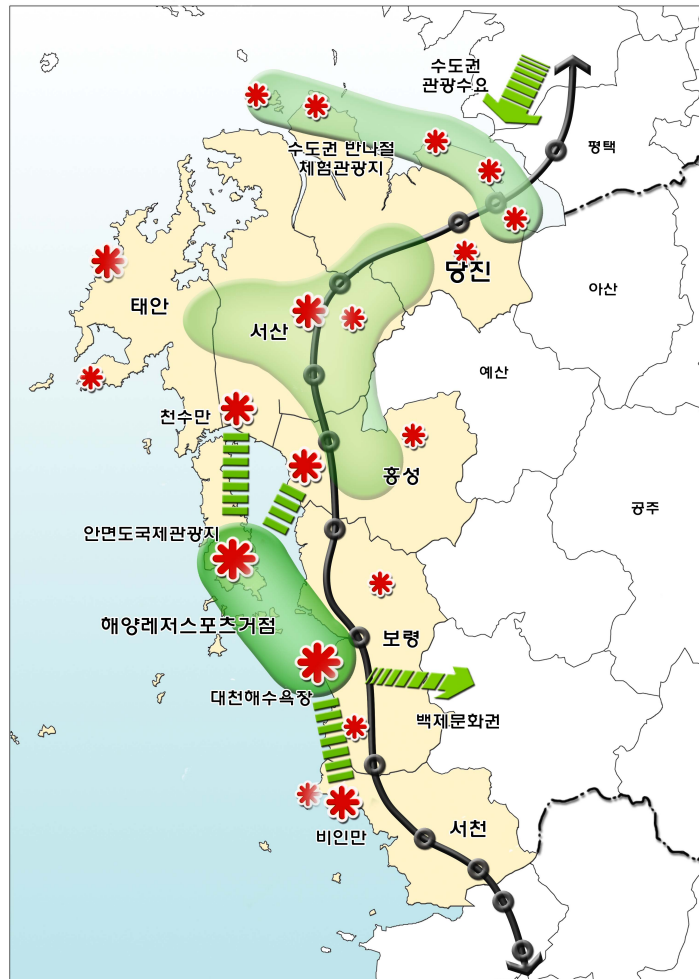 수도권
관광수요
평택
수도권 반나절
체험관광지
당진
태안
아산
서산
예산
천수만
홍성
공주
안면도국제관광지
해양레저스포츠거점
보령
대천해수욕장
백제문화권
비인만
서천